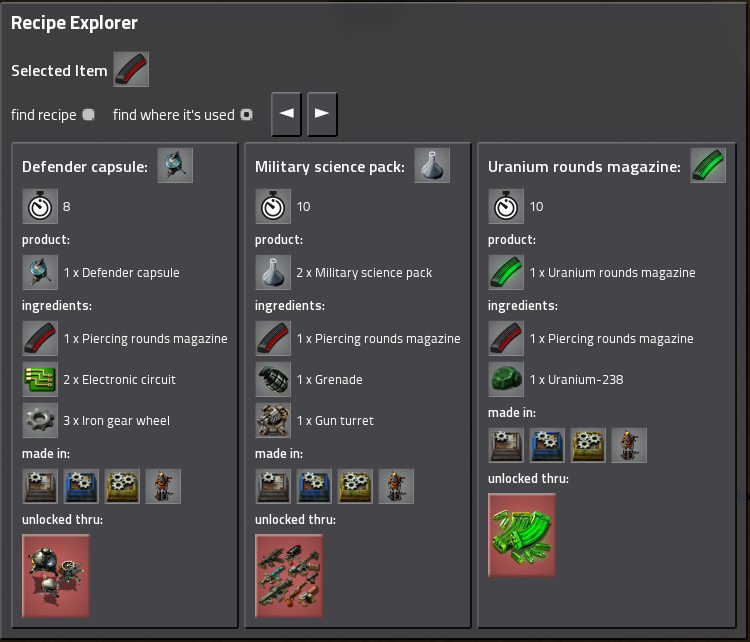 Recipe Explorer
Selected Item
find recipe find where it's used
Defender capsule:
8
product:
1 x Defender capsule
ingredients:
1 x Piercing rounds magazine
2 x Electronic circuit
3 x Iron gear wheel
made in:
unlocked thru:
Military science pack:
10
product:
2 x Military science pack
ingredients:
1 x Piercing rounds magazine
1 x Grenade
1 x Gun turret
made in:
unlocked thru:
Uranium rounds magazine:
10
product:
1 x Uranium rounds magazine
ingredients:
1 x Piercing rounds magazine
1 x Uranium-238
made in:
unlocked thru: